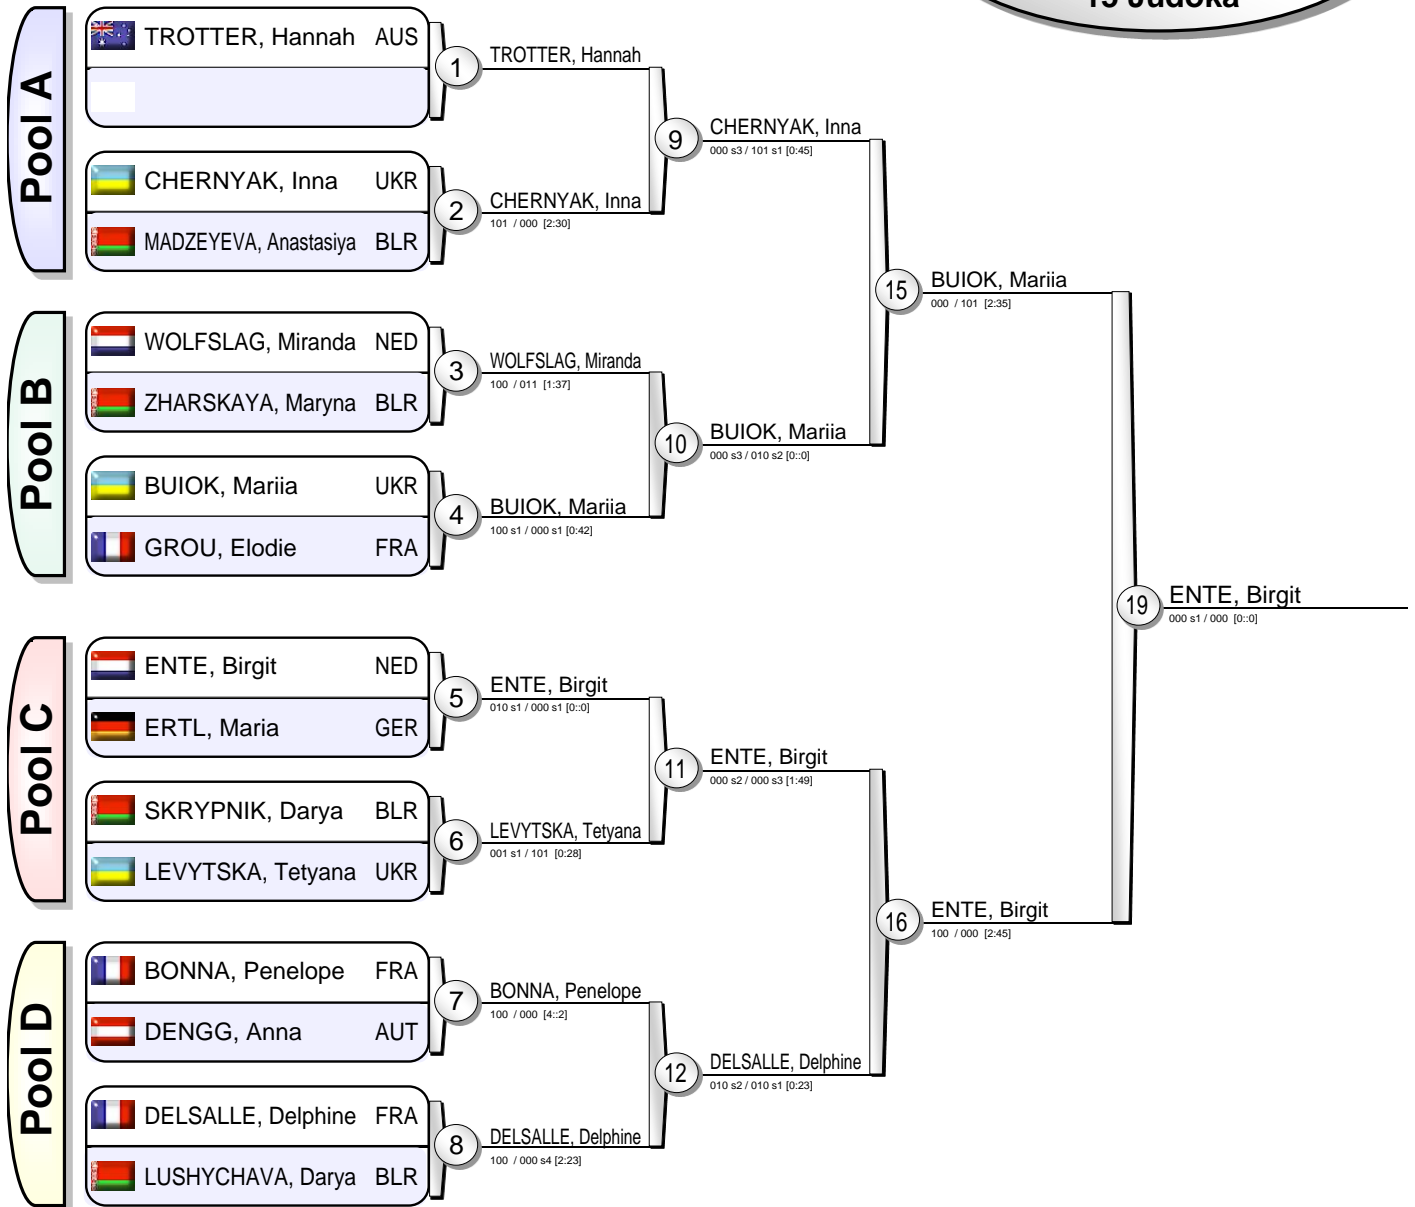 15 Judoka
Pool A
TROTTER, Hannah AUS
1
TROTTER, Hannah
CHERNYAK, Inna UKR
MADZEYEVA, Anastasiya BLR
2
CHERNYAK, Inna
101 / 000 [2:30]
9
CHERNYAK, Inna
000 s3 / 101 s1 [0:45]
Pool B
WOLFSLAG, Miranda NED
ZHARSKAYA, Maryna BLR
3
WOLFSLAG, Miranda
100 / 011 [1:37]
BUIOK, Mariia UKR
GROU, Elodie FRA
4
BUIOK, Mariia
100 s1 / 000 s1 [0:42]
10
BUIOK, Mariia
000 s3 / 010 s2 [0::0]
15
BUIOK, Mariia
000 / 101 [2:35]
Pool C
ENTE, Birgit NED
ERTL, Maria GER
5
ENTE, Birgit
010 s1 / 000 s1 [0::0]
SKRYPNIK, Darya BLR
LEVYTSKA, Tetyana UKR
6
LEVYTSKA, Tetyana
001 s1 / 101 [0:28]
11
ENTE, Birgit
000 s2 / 000 s3 [1:49]
Pool D
BONNA, Penelope FRA
DENGG, Anna AUT
7
BONNA, Penelope
100 / 000 [4::2]
DELSALLE, Delphine FRA
LUSHYCHAVA, Darya BLR
8
DELSALLE, Delphine
100 / 000 s4 [2:23]
12
DELSALLE, Delphine
010 s2 / 010 s1 [0:23]
16
ENTE, Birgit
100 / 000 [2:45]
19
ENTE, Birgit
000 s1 / 000 [0::0]